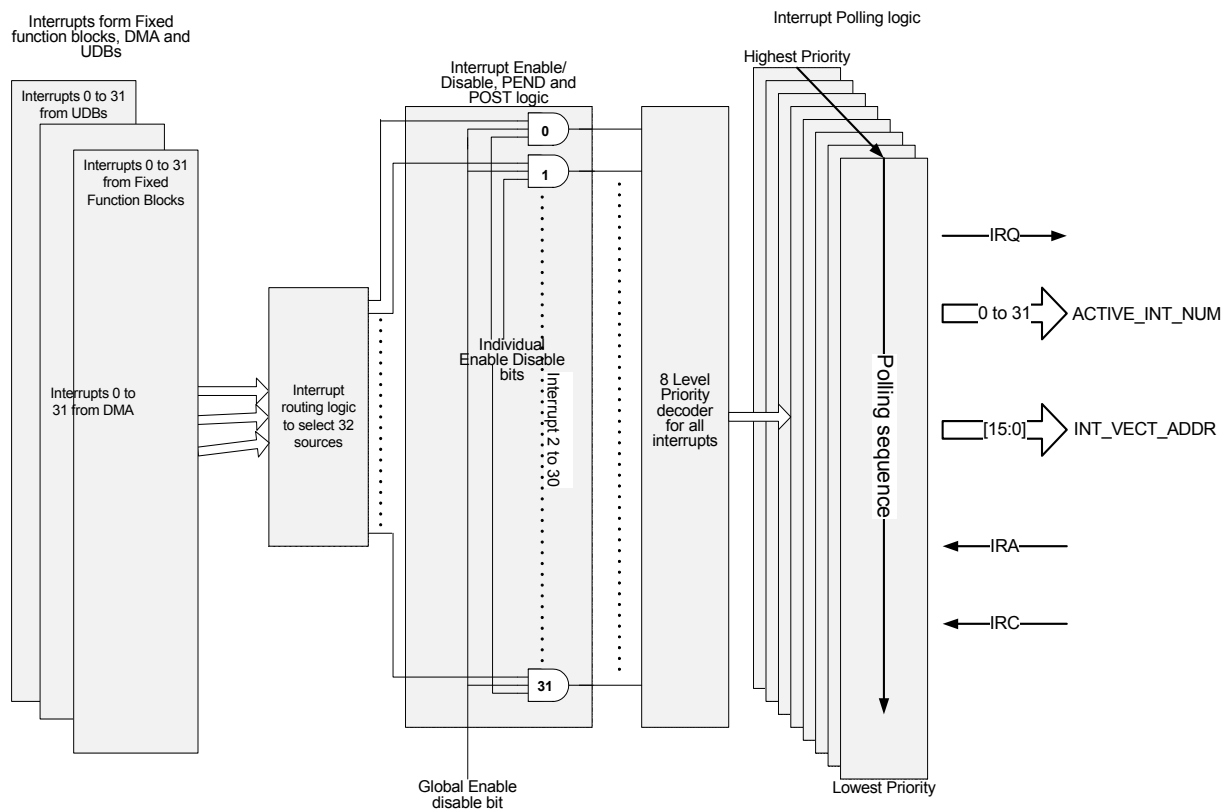 Interrupts form Fixed
function blocks, DMA and
UDBs
Interrupts 0 to 31
from UDBs
Interrupts 0 to 31
from Fixed
Function Blocks
Interrupts 0 to
31 from DMA
Interrupt
routing logic
to select 32
sources
Interrupt Enable/
Disable, PEND and
POST logic
0
1
Individual
Enable Disable
bits
Interrupt 2 to 30
31
Global Enable
disable bit
8 Level
Priority
decoder
for all
interrupts
Interrupt Polling logic
Highest Priority
Polling sequence
Lowest Priority
IRQ
0 to 31
ACTIVE_INT_NUM
[15:0]
INT_VECT_ADDR
IRA
IRC